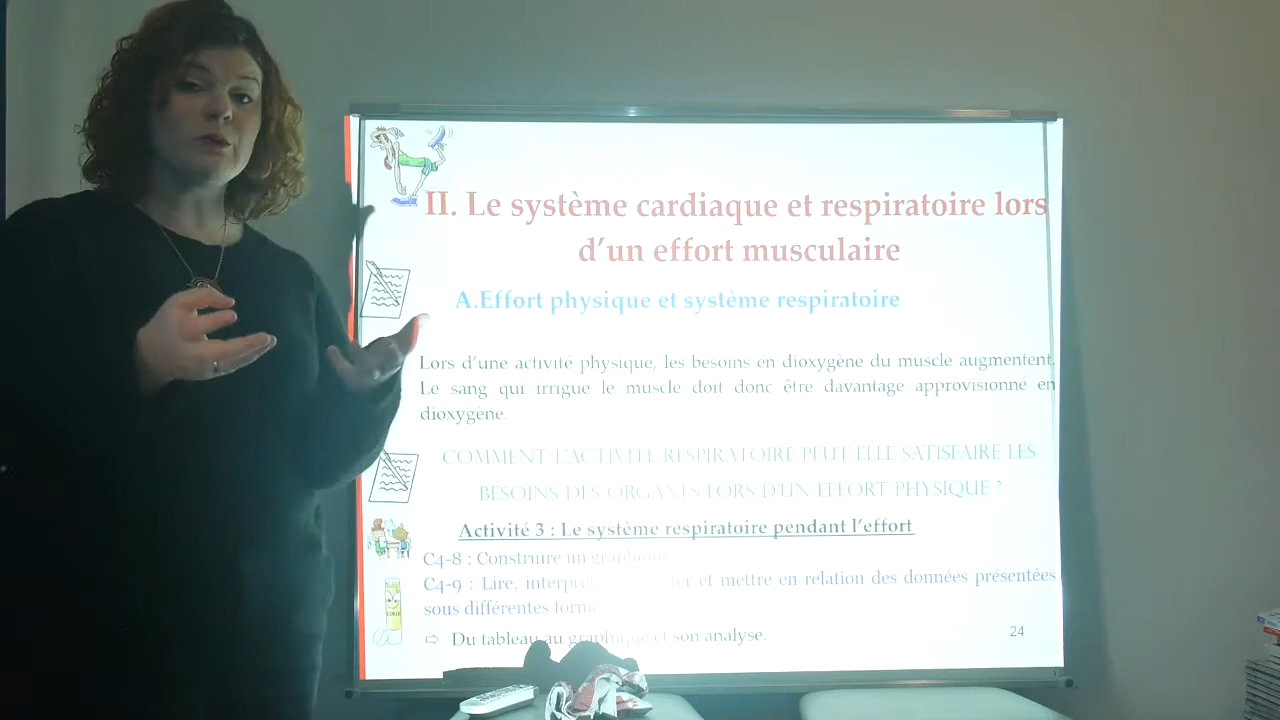 II. Le système cardiaque et respiratoire lors
d'un effort musculaire
A.Effort physique et système respiratoire
Lors d'une activité physique, les besoins en dioxygène du muscle augmentent.
Le sang qui irrigue le muscle doit donc être davantage approvisionné en
dioxygène.
COMMENT L'ACTIVITE RESPIRATOIRE PEUT ELLE SATISFAIRE LES
BESOINS DES ORGANES LORS D'UN EFFORT PHYSIQUE ?
Activité 3 : Le système respiratoire pendant l'effort
C4-8 : Construire un graphique
C4-9 : Lire, et mettre en relation des données présentées
sous différentes
COLLE
⇨ Du tableau au graphique et son analyse.
24